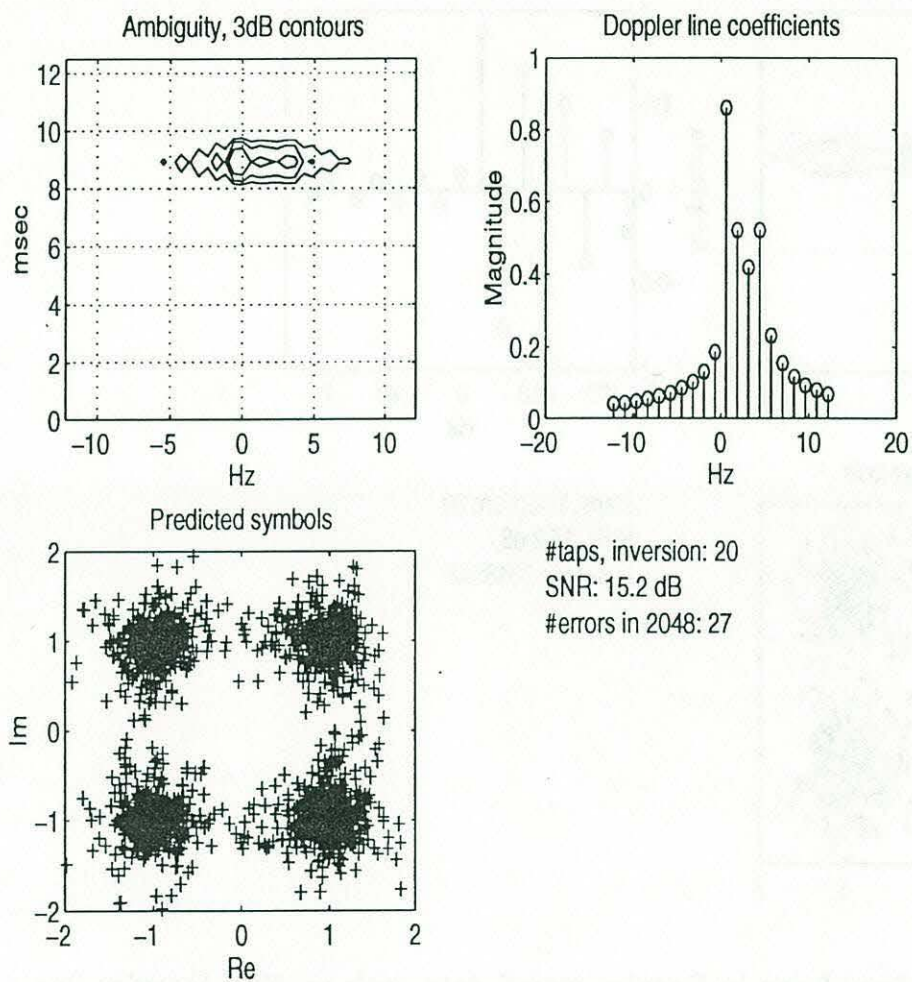 Ambiguity, 3dB contours
12
10
8
6
4
2
0
msec
−10
−5
0
5
10
Hz
Doppler line coefficients
1
0.8
0.6
0.4
0.2
0
Magnitude
−20
−10
0
10
20
Hz
Predicted symbols
2
1
0
−1
−2
Im
−2
−1
0
1
2
Re
#taps, inversion: 20
SNR: 15.2 dB
#errors in 2048: 27